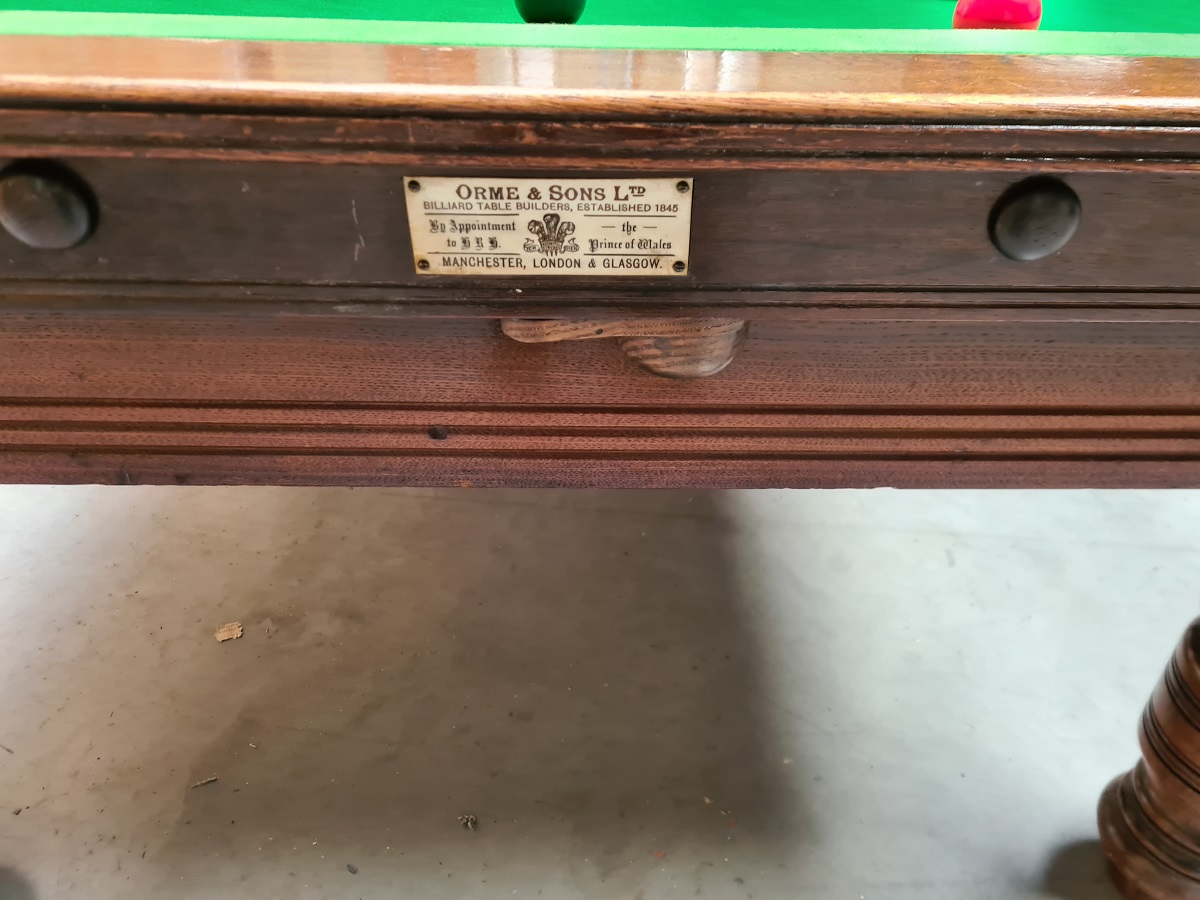 ORME & SONS LTD
BILLIARD TABLE BUILDERS, ESTABLISHED 1845
By Appointment — the —
to H. R. H. Prince of Wales
MANCHESTER, LONDON & GLASGOW.